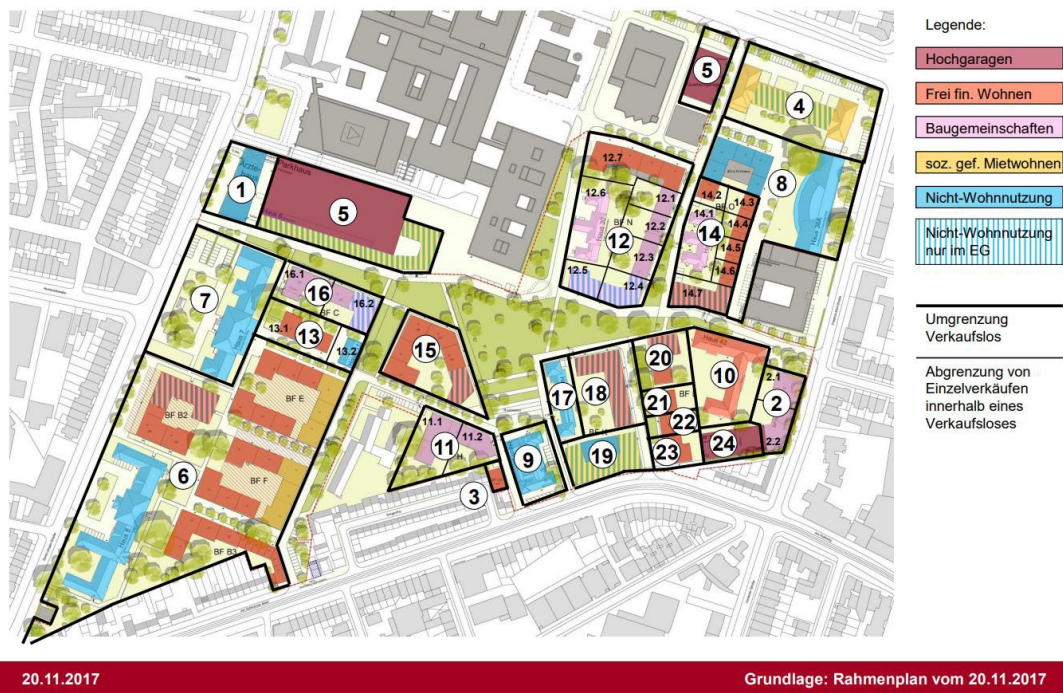 Legende:
Hochgaragen
Frei fin. Wohnen
Baugemeinschaften
soz. gef. Mietwohnen
Nicht-Wohnnutzung
Nicht-Wohnnutzung
nur im EG
Umgrenzung
Verkaufslos
Abgrenzung von
Einzelverkäufen
innerhalb eines
Verkaufsloses
5
4
12.7
1
Parkhaus
5
12.6
12.1
BF N
12.2
12
12.3
12.5
12.4
8
14.2
14.3
BF O
14.1
14.4
14
14.5
14.6
14.7
7
Haus 7
16.1
16
16.2
BF C
13.1
13
13.2
15
20
Haus 42
10
2.1
2
2.2
17
18
21
22
23
24
19
BF E
BF B2
6
BF F
BF B3
11.1
11.2
11
H
9
3
20.11.2017
Grundlage: Rahmenplan vom 20.11.2017